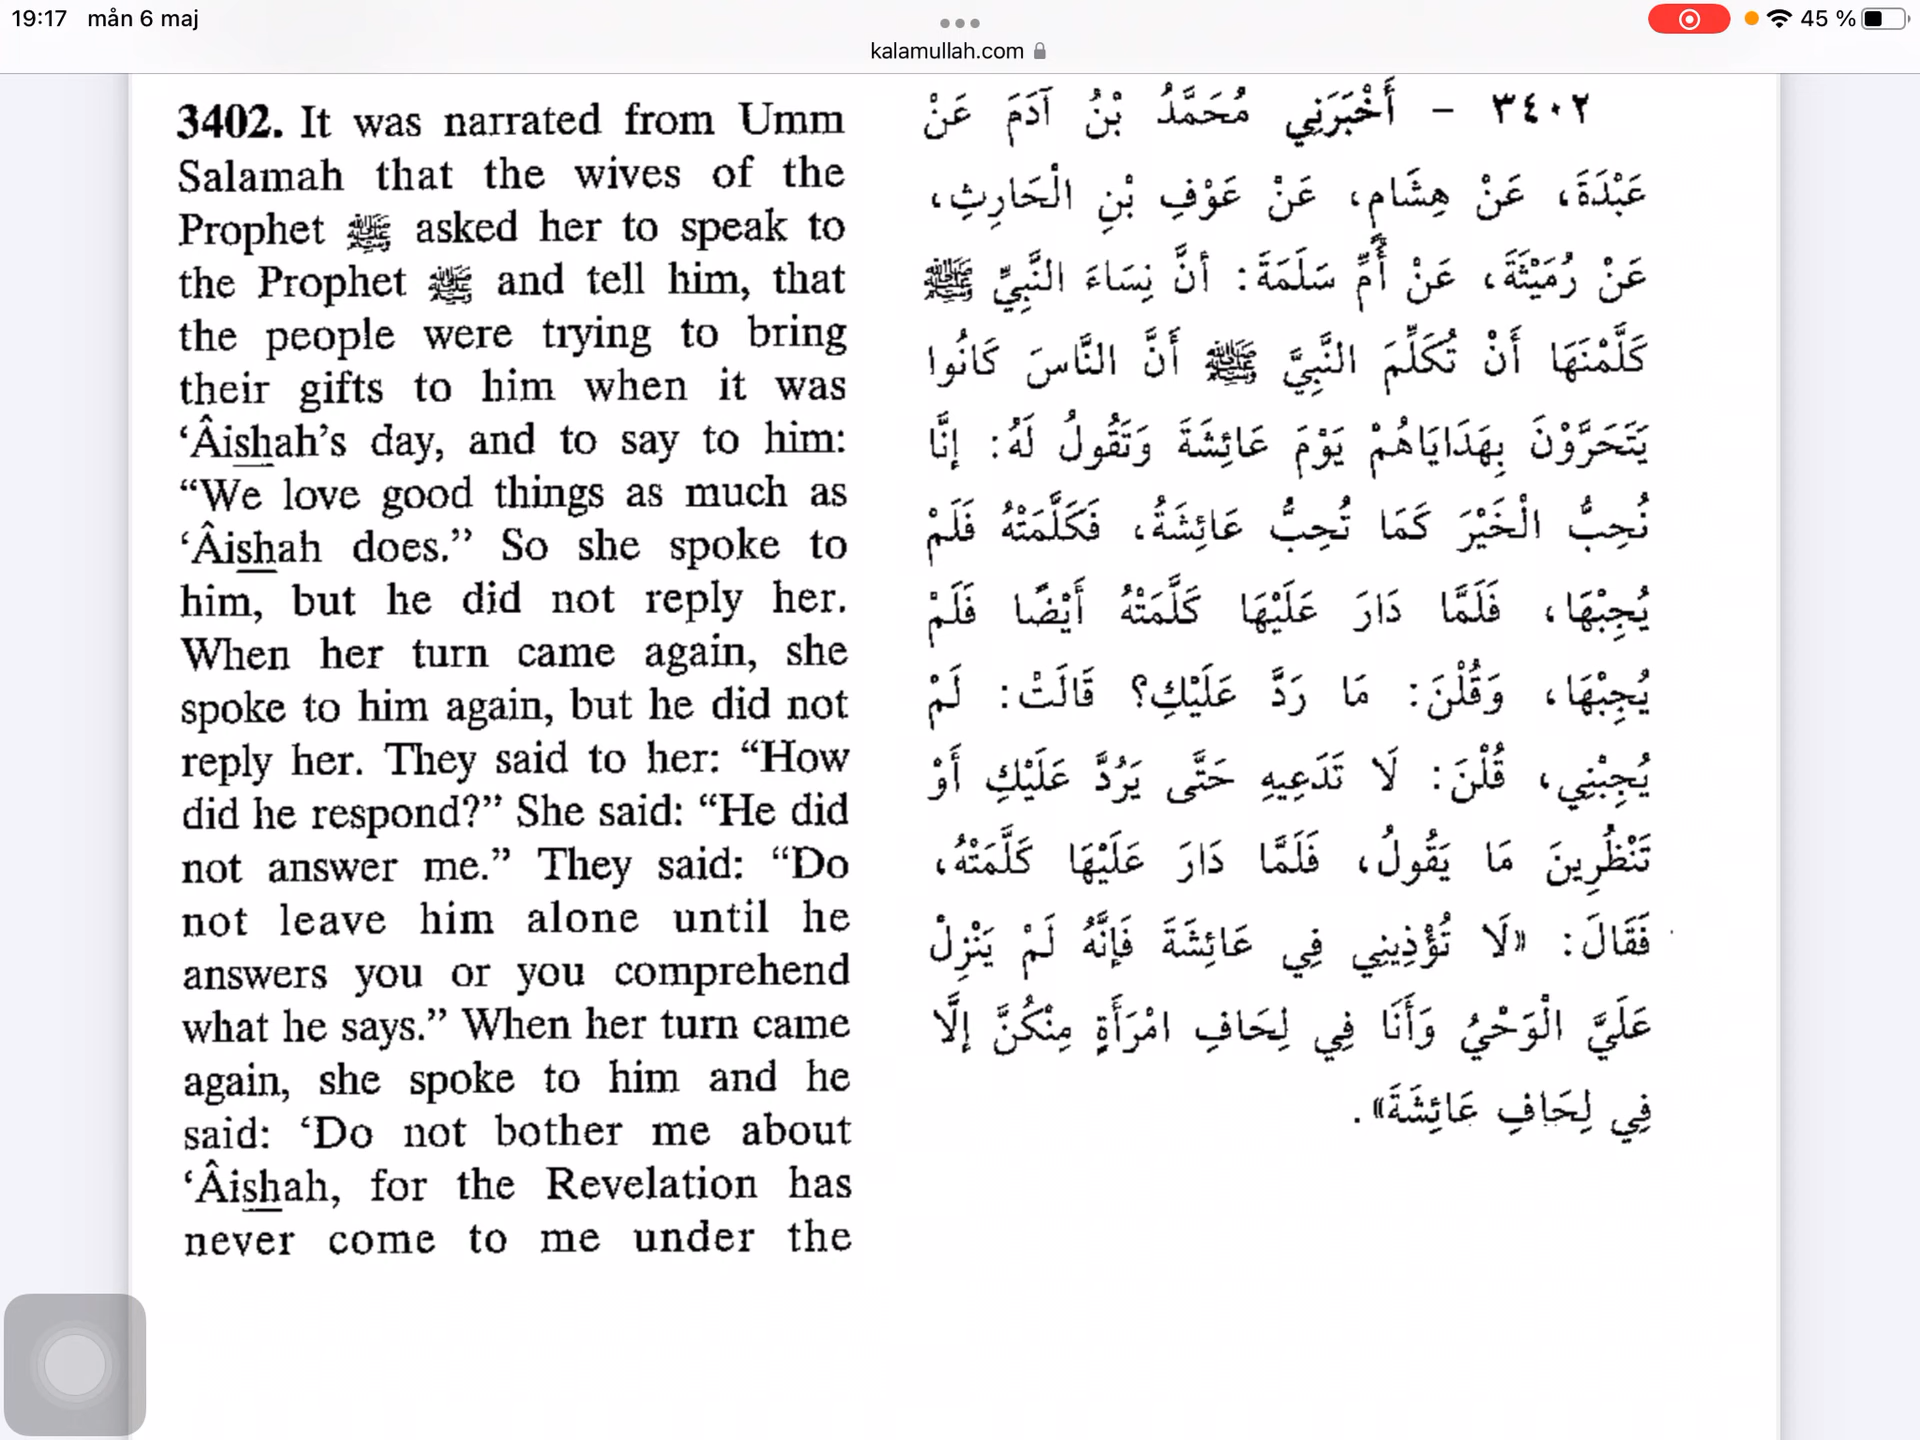 19:17 mån 6 maj
45 %
kalamullah.com
3402. It was narrated from Umm
Salamah that the wives of the
Prophet ﷺ asked her to speak to
the Prophet ﷺ and tell him, that
the people were trying to bring
their gifts to him when it was
‘Âishah’s day, and to say to him:
“We love good things as much as
‘Âishah does.” So she spoke to
him, but he did not reply her.
When her turn came again, she
spoke to him again, but he did not
reply her. They said to her: “How
did he respond?” She said: “He did
not answer me.” They said: “Do
not leave him alone until he
answers you or you comprehend
what he says.” When her turn came
again, she spoke to him and he
said: ‘Do not bother me about
‘Âishah, for the Revelation has
never come to me under the
٣٤٠٢ - أَخْبَرَنِي مُحَمَّدُ بْنُ آدَمَ عَنْ
عَبْدَةَ، عَنْ هِشَامٍ، عَنْ عَوْفِ بْنِ الْحَارِثِ،
عَنْ رُمَيْثَةَ، عَنْ أُمِّ سَلَمَةَ: أنَّ نِسَاءَ النَّبِيِّ ﷺ
كَلَّمْنَهَا أَنْ تُكَلِّمَ النَّبِيَّ ﷺ أَنَّ النَّاسَ كَانُوا
يَتَحَرَّوْنَ بِهَدَايَاهُمْ يَوْمَ عَائِشَةَ وَتَقُولُ لَهُ: إنَّا
نُحِبُّ الْخَيْرَ كَمَا تُحِبُّ عَائِشَةُ، فَكَلَّمَتْهُ فَلَمْ
يُجِبْهَا، فَلَمَّا دَارَ عَلَيْهَا كَلَّمَتْهُ أَيْضًا فَلَمْ
يُجِبْهَا، وَقُلْنَ: مَا رَدَّ عَلَيْكِ؟ قَالَتْ: لَمْ
يُجِبْنِي، قُلْنَ: لَا تَدَعِيهِ حَتَّى يَرُدَّ عَلَيْكِ أَوْ
تَنْظُرِينَ مَا يَقُولُ، فَلَمَّا دَارَ عَلَيْهَا كَلَّمَتْهُ،
فَقَالَ: «لَا تُؤْذِينِي فِي عَائِشَةَ فَإنَّهُ لَمْ يَنْزِلْ
عَلَيَّ الْوَحْيُ وَأَنَا فِي لِحَافِ امْرَأَةٍ مِنْكُنَّ إلَّا
فِي لِحَافِ عَائِشَةَ».